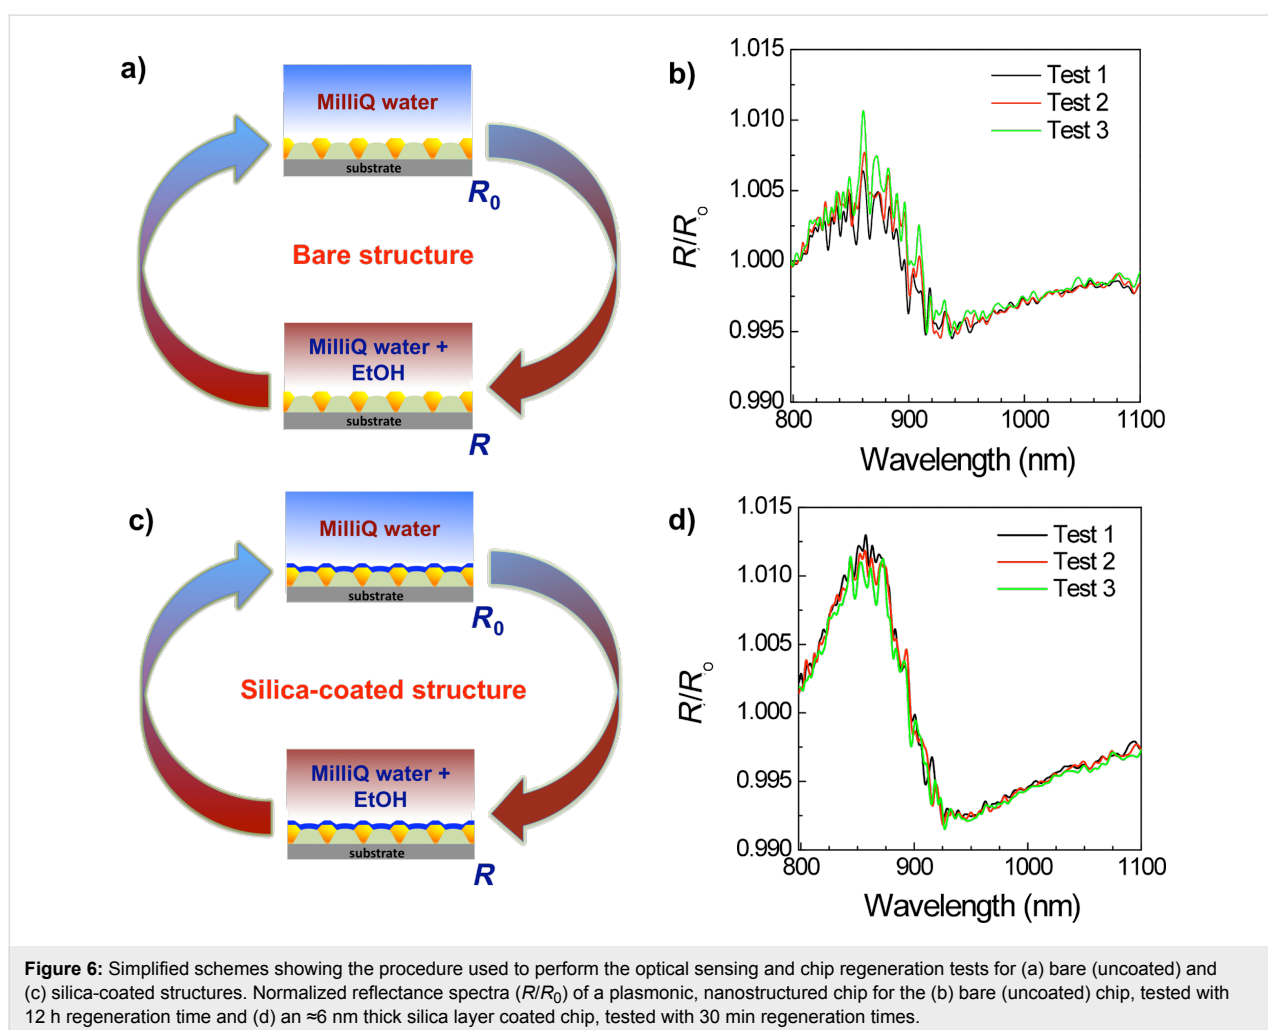 a)
MilliQ water
substrate
R0
Bare structure
MilliQ water +
EtOH
substrate
R
b)
1.015
1.010
1.005
1.000
0.995
0.990
R/Ro
Test 1
Test 2
Test 3
800 900 1000 1100
Wavelength (nm)
c)
MilliQ water
substrate
R0
Silica-coated structure
MilliQ water +
EtOH
substrate
R
d)
1.015
1.010
1.005
1.000
0.995
0.990
R/Ro
Test 1
Test 2
Test 3
800 900 1000 1100
Wavelength (nm)
Figure 6: Simplified schemes showing the procedure used to perform the optical sensing and chip regeneration tests for (a) bare (uncoated) and
(c) silica-coated structures. Normalized reflectance spectra (R/R0) of a plasmonic, nanostructured chip for the (b) bare (uncoated) chip, tested with
12 h regeneration time and (d) an ≈6 nm thick silica layer coated chip, tested with 30 min regeneration times.